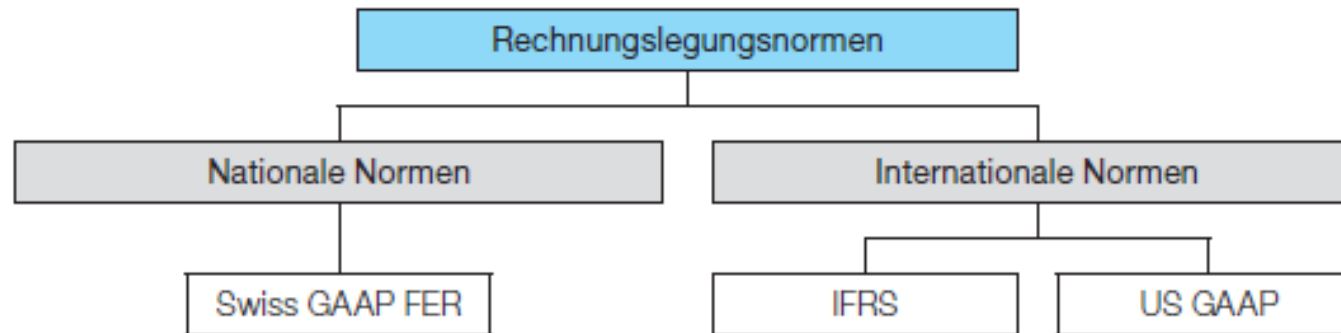 Rechnungslegungsnormen
Nationale Normen
Internationale Normen
Swiss GAAP FER
IFRS
US GAAP